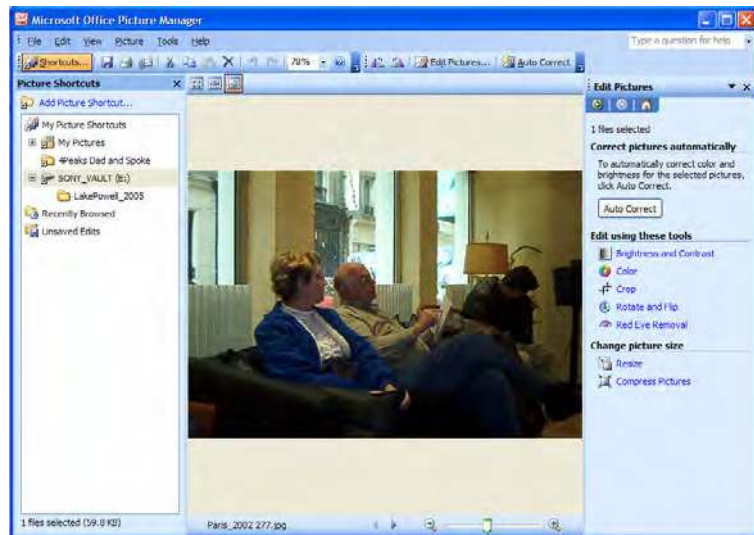 Microsoft Office Picture Manager
File Edit View Picture Tools Help
Type a question for help
Shortcuts...
78%
Edit Pictures...
Auto Correct
Picture Shortcuts
Add Picture Shortcut...
My Picture Shortcuts
My Pictures
4Peaks Dad and Spoke
SONY_VAULT (E:)
LakePowell_2005
Recently Browsed
Unsaved Edits
1 files selected (59.8 KB)
Paris_2002 277.jpg
Edit Pictures
1 files selected
Correct pictures automatically
To automatically correct color and
brightness for the selected pictures,
click Auto Correct.
Auto Correct
Edit using these tools
Brightness and Contrast
Color
Crop
Rotate and Flip
Red Eye Removal
Change picture size
Resize
Compress Pictures